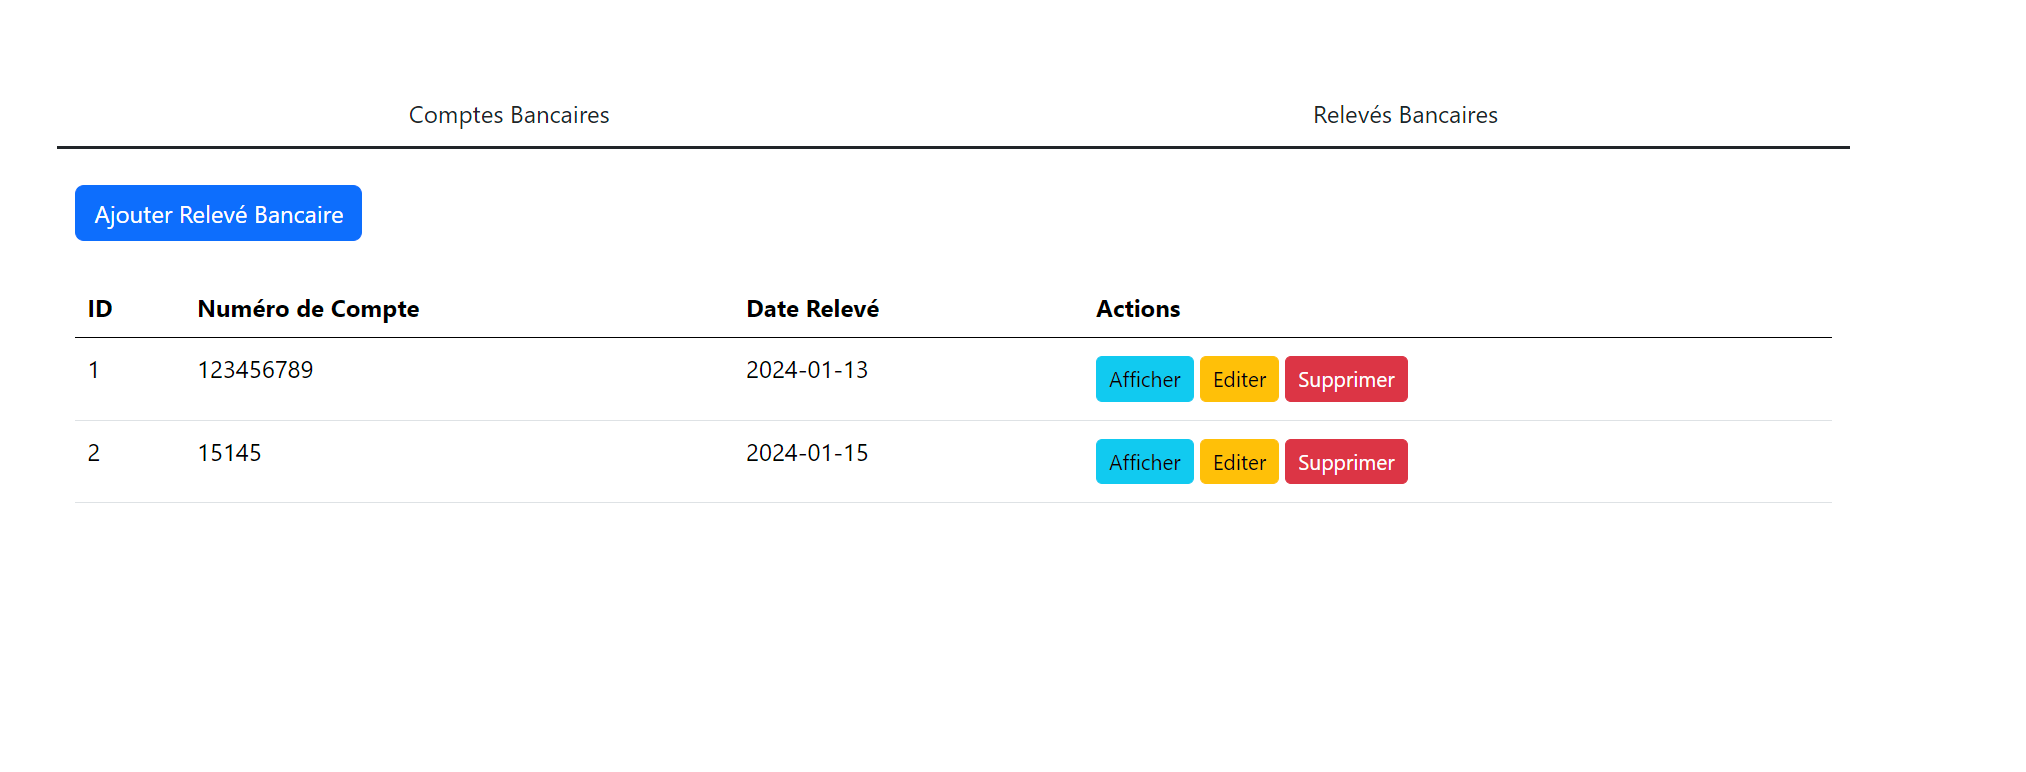 Comptes Bancaires Relevés Bancaires
Ajouter Relevé Bancaire
ID Numéro de Compte Date Relevé Actions
1 123456789 2024-01-13 Afficher Editer Supprimer
2 15145 2024-01-15 Afficher Editer Supprimer